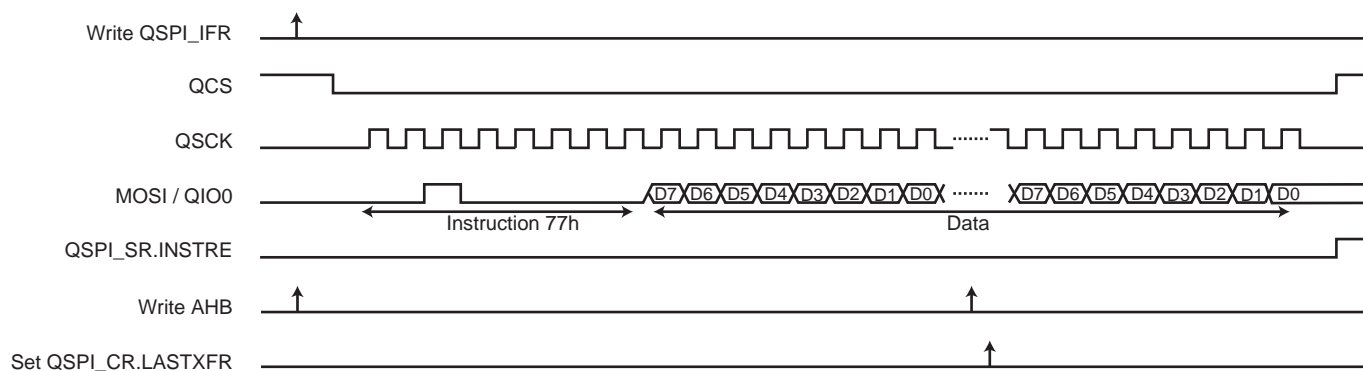 Write QSPI_IFR
QCS
QSCK
MOSI / QIO0
D7 D6 D5 D4 D3 D2 D1 D0 D7 D6 D5 D4 D3 D2 D1 D0
Instruction 77h Data
QSPI_SR.INSTRE
Write AHB
Set QSPI_CR.LASTXFR